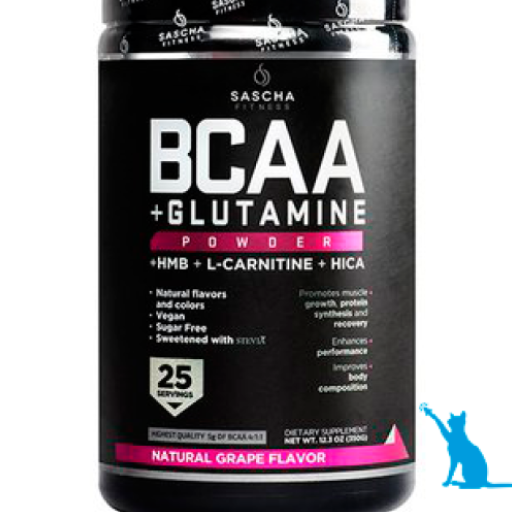 SASCHA
FITNESS
SASCHA
FITNESS
BCAA
+GLUTAMINE
POWDER
+HMB + L-CARNITINE + HICA
• Natural flavors
and colors
• Vegan
• Sugar Free
• Sweetened with STEVIA
Promotes muscle •
growth, protein
synthesis and
recovery
Enhances •
performance
Improves •
body
composition
25
SERVINGS
HIGHEST QUALITY 5g OF BCAA 4:1:1
DIETARY SUPPLEMENT
NET WT. 12.3 OZ (350G)
NATURAL GRAPE FLAVOR